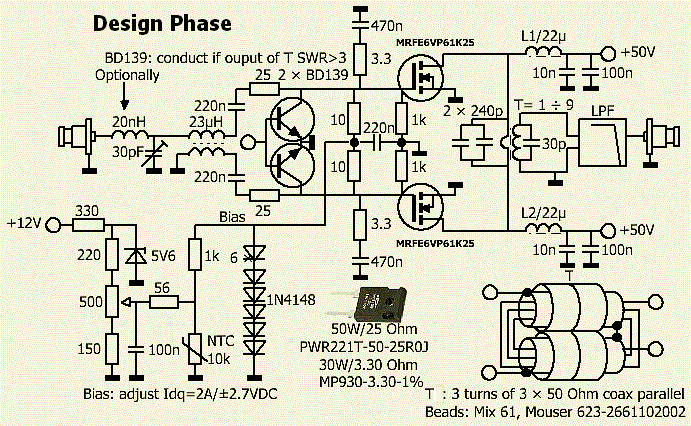 Design Phase
470n
L1/22µ
+50V
MRFE6VP61K25
BD139: conduct if ouput of T SWR>3
Optionally
3.3
10n
100n
25
2 × BD139
220n
2 × 240p
T= 1 ÷ 9
LPF
20nH
23µH
10
220n
1k
30pF
30p
10
1k
220n
25
Bias
3.3
MRFE6VP61K25
L2/22µ
+50V
+12V
330
220
5V6
1k
6×
10n
100n
470n
T
500
56
1N4148
150
100n
NTC
10k
50W/25 Ohm
PWR221T-50-25R0J
30W/3.30 Ohm
MP930-3.30-1%
Bias: adjust Idq=2A/±2.7VDC
T : 3 turns of 3 × 50 Ohm coax parallel
Beads: Mix 61, Mouser 623-2661102002